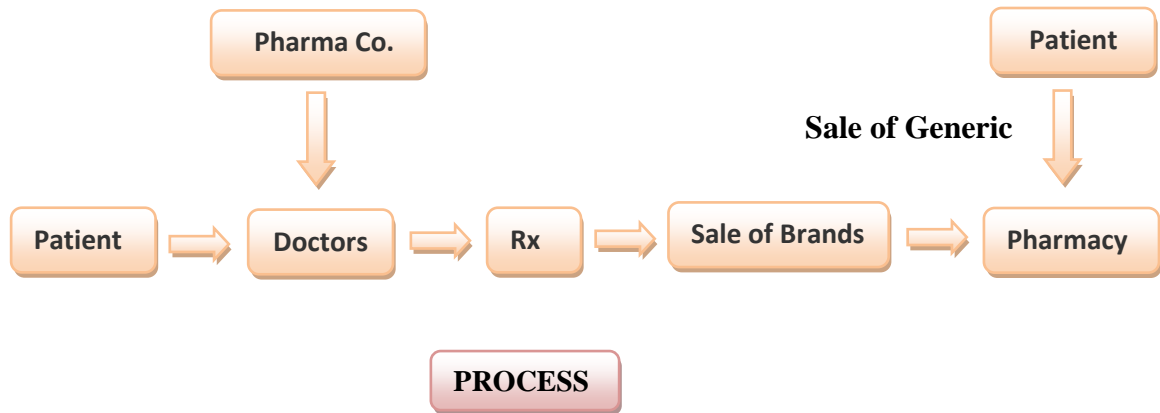 Pharma Co.
Patient
Sale of Generic
Patient
Doctors
Rx
Sale of Brands
Pharmacy
PROCESS